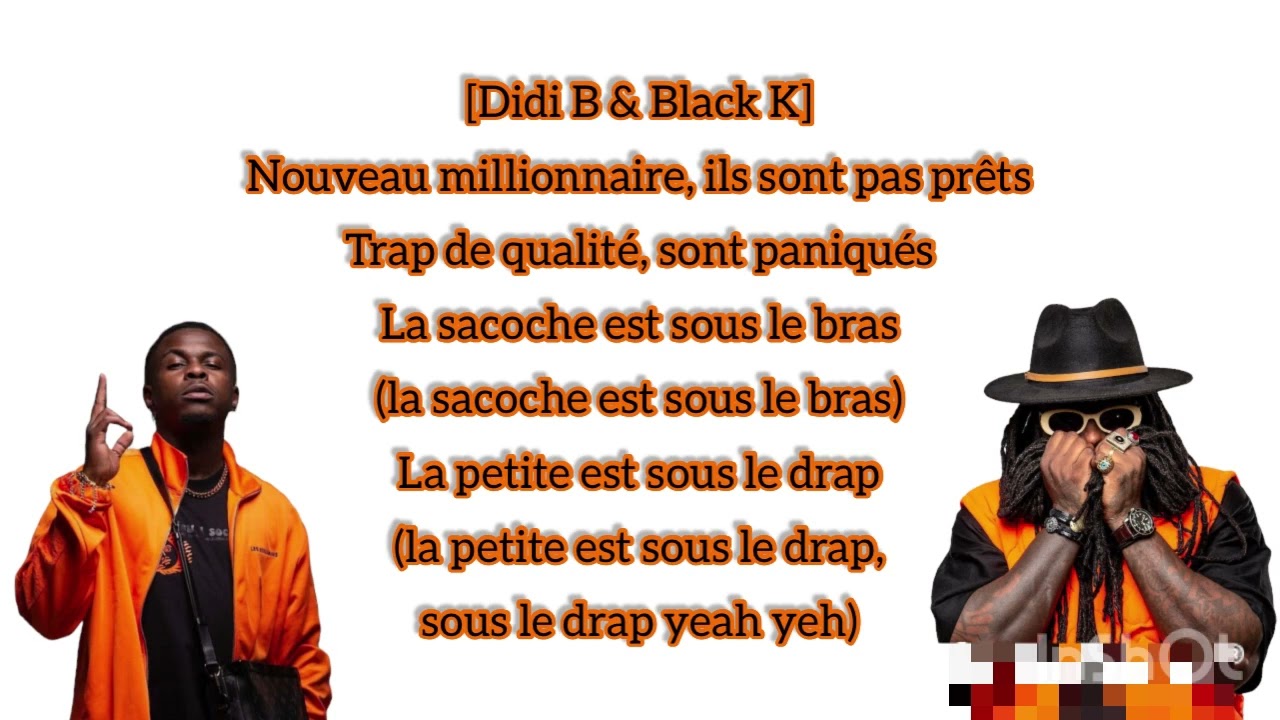 [Didi B & Black K]
Nouveau millionnaire, ils sont pas prêts
Trap de qualité, sont paniqués
La sacoche est sous le bras
(la sacoche est sous le bras)
La petite est sous le drap
(la petite est sous le drap,
sous le drap yeah yeh)
InShOt